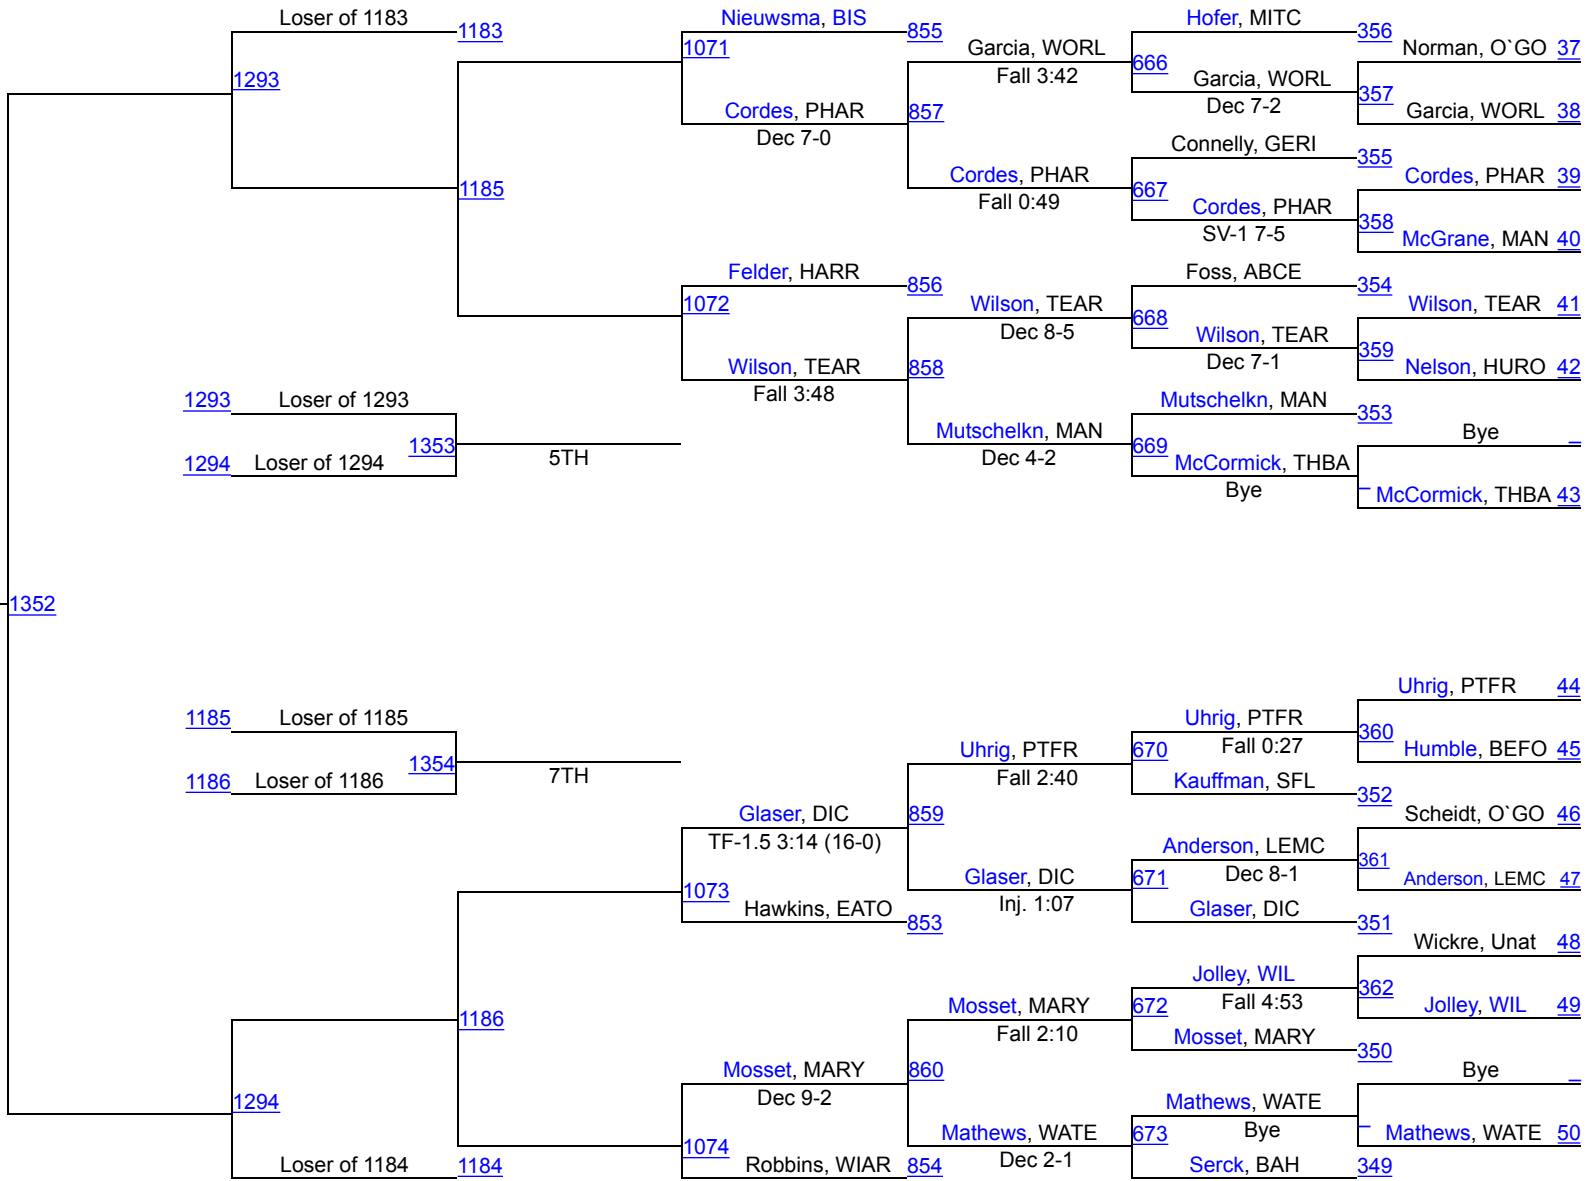 Loser of 1183
1183
1293
Nieuwsma, BIS
855
1071
Cordes, PHAR
Dec 7-0
Garcia, WORL
Fall 3:42
857
Hofer, MITC
356
666
Garcia, WORL
Dec 7-2
Norman, O`GO 37
357
Garcia, WORL 38
Connelly, GERI
355
Cordes, PHAR
Fall 0:49
667
Cordes, PHAR
SV-1 7-5
Cordes, PHAR 39
358
McGrane, MAN 40
1185
Felder, HARR
856
1072
Wilson, TEAR
Fall 3:48
Wilson, TEAR
Dec 8-5
858
Foss, ABCE
354
668
Wilson, TEAR
Dec 7-1
Wilson, TEAR 41
359
Nelson, HURO 42
Mutschelkn, MAN
353
Mutschelkn, MAN
Dec 4-2
669
McCormick, THBA
Bye
Bye
McCormick, THBA 43
1293 Loser of 1293
1353
5TH
1294 Loser of 1294
1352
1185 Loser of 1185
1354
7TH
1186 Loser of 1186
Uhrig, PTFR 44
Uhrig, PTFR
Fall 0:27
360
Humble, BEFO 45
Uhrig, PTFR
Fall 2:40
670
Kauffman, SFL
352
Glaser, DIC
TF-1.5 3:14 (16-0)
859
Scheidt, O`GO 46
Anderson, LEMC
Dec 8-1
361
Anderson, LEMC 47
Glaser, DIC
Inj. 1:07
671
Glaser, DIC
351
1073
Hawkins, EATO
853
Wickre, Unat 48
Jolley, WIL
Fall 4:53
362
Jolley, WIL 49
1186
Mosset, MARY
Fall 2:10
672
Mosset, MARY
350
Mosset, MARY
Dec 9-2
860
Bye
Mathews, WATE
Bye
Mathews, WATE 50
1294
1074
Mathews, WATE
Dec 2-1
673
Serck, BAH
349
Robbins, WIAR
854
Loser of 1184
1184